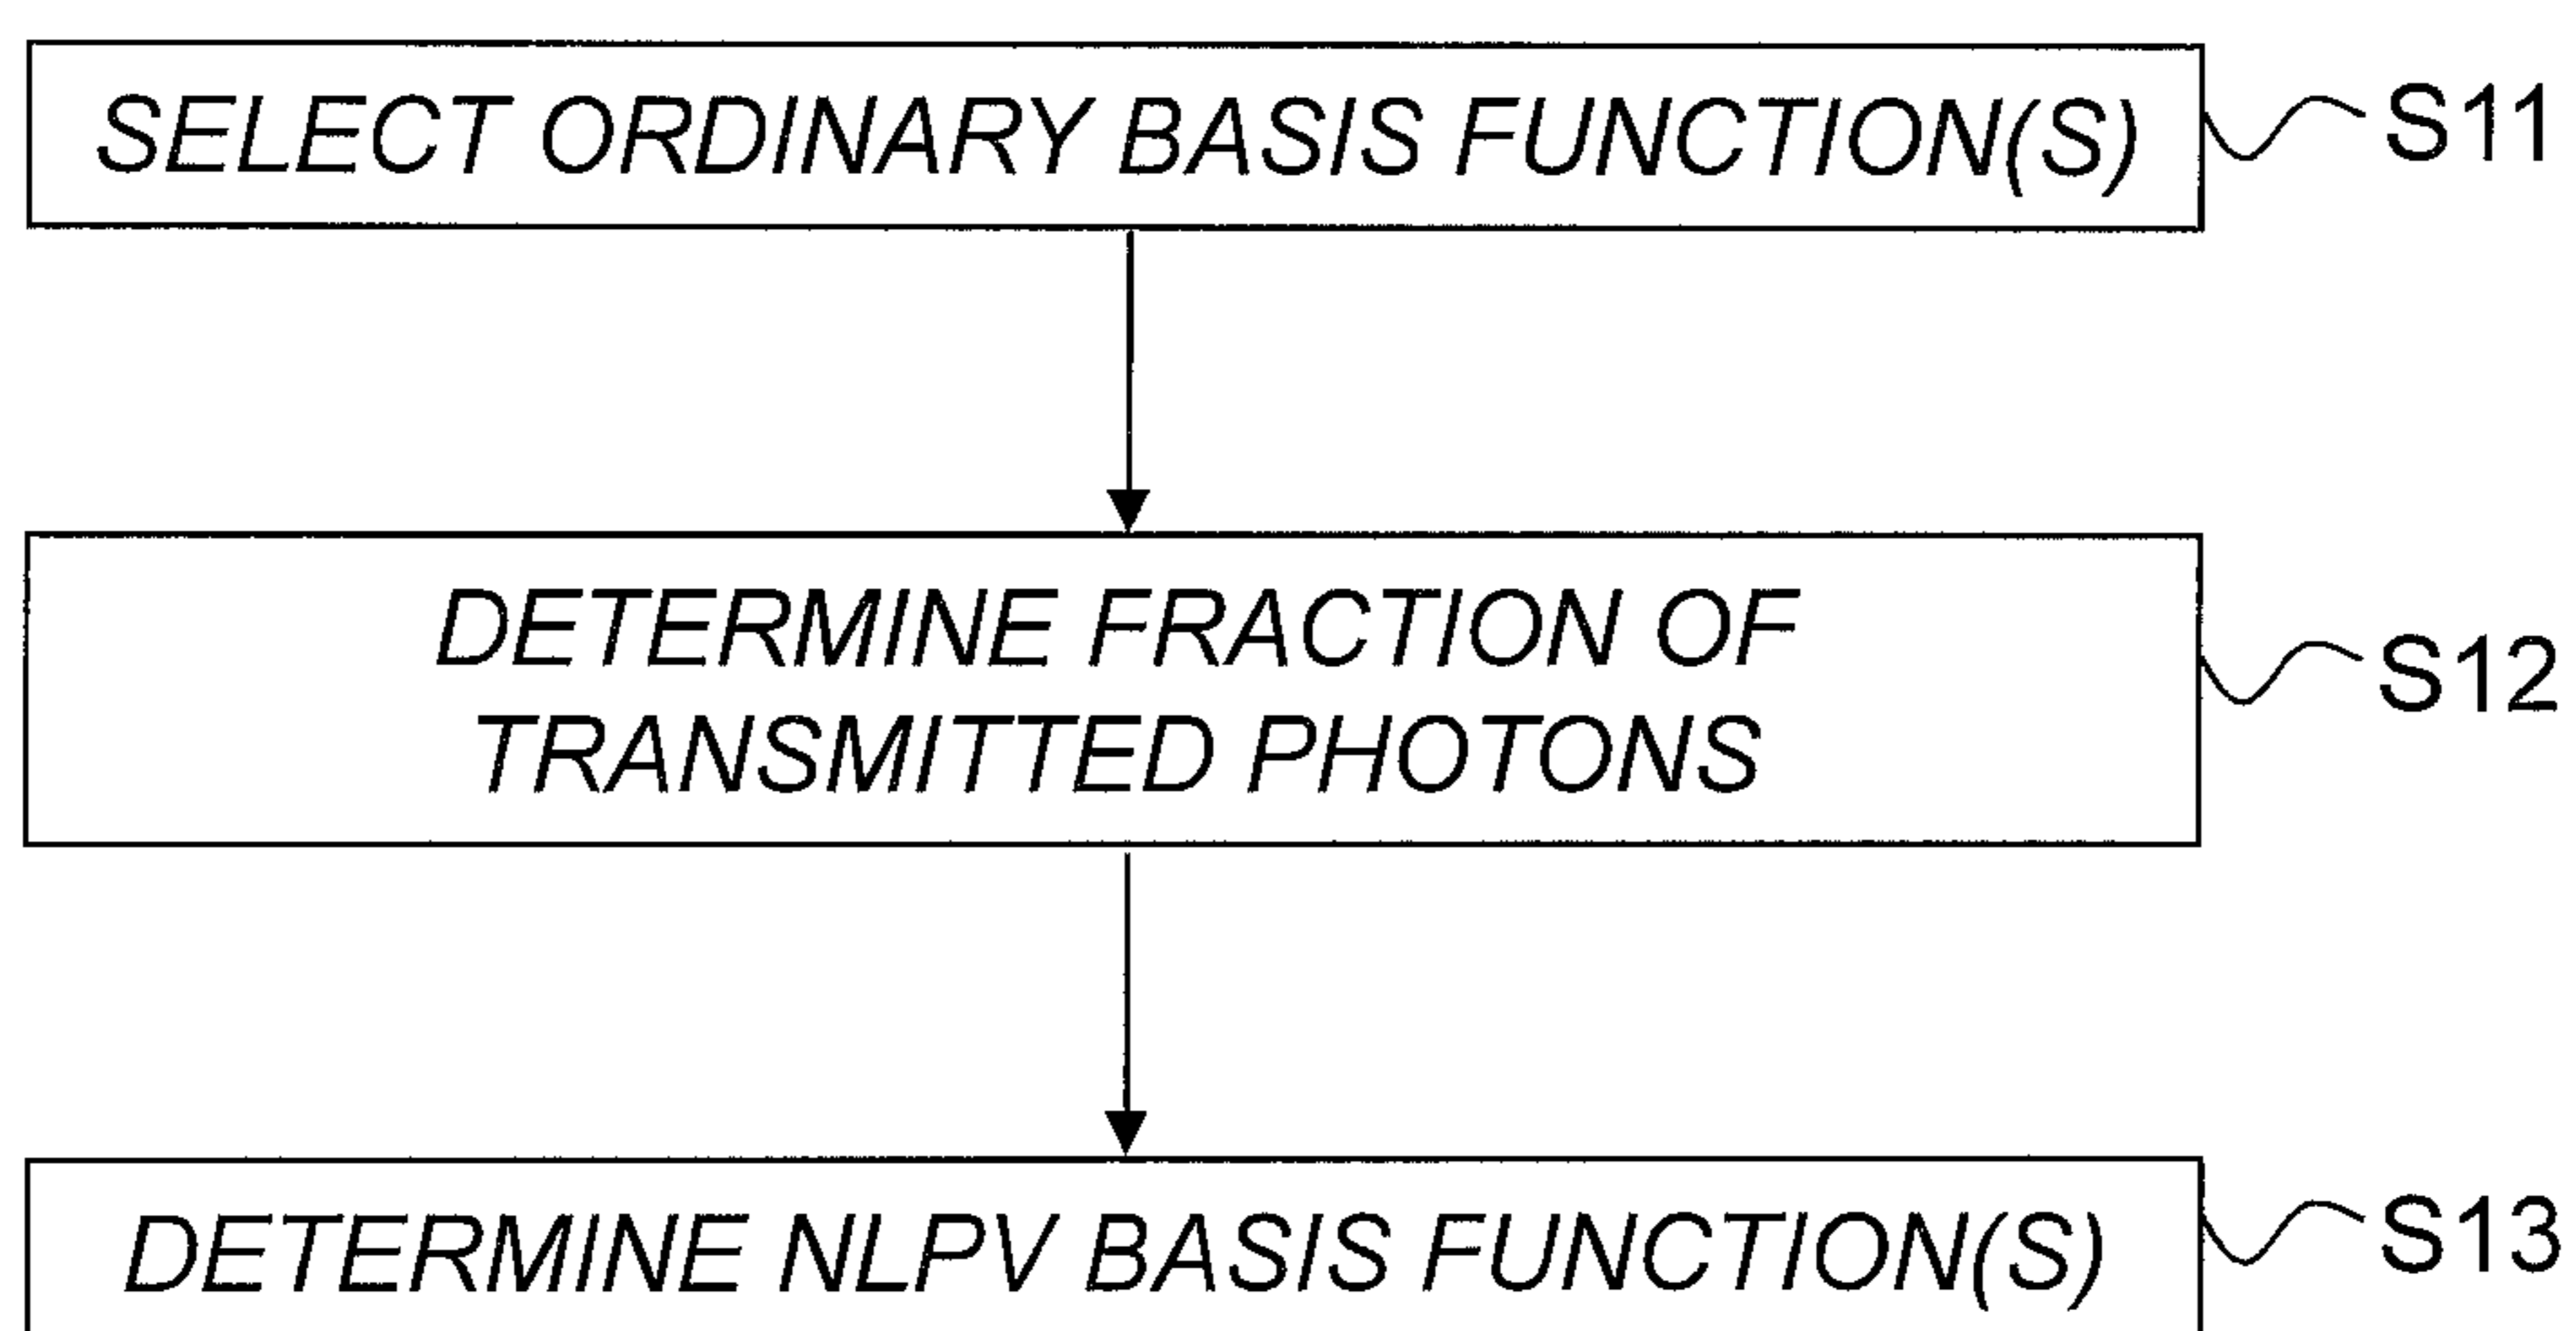 SELECT ORDINARY BASIS FUNCTION(S) S11
DETERMINE FRACTION OF
TRANSMITTED PHOTONS
S12
DETERMINE NLPV BASIS FUNCTION(S) S13